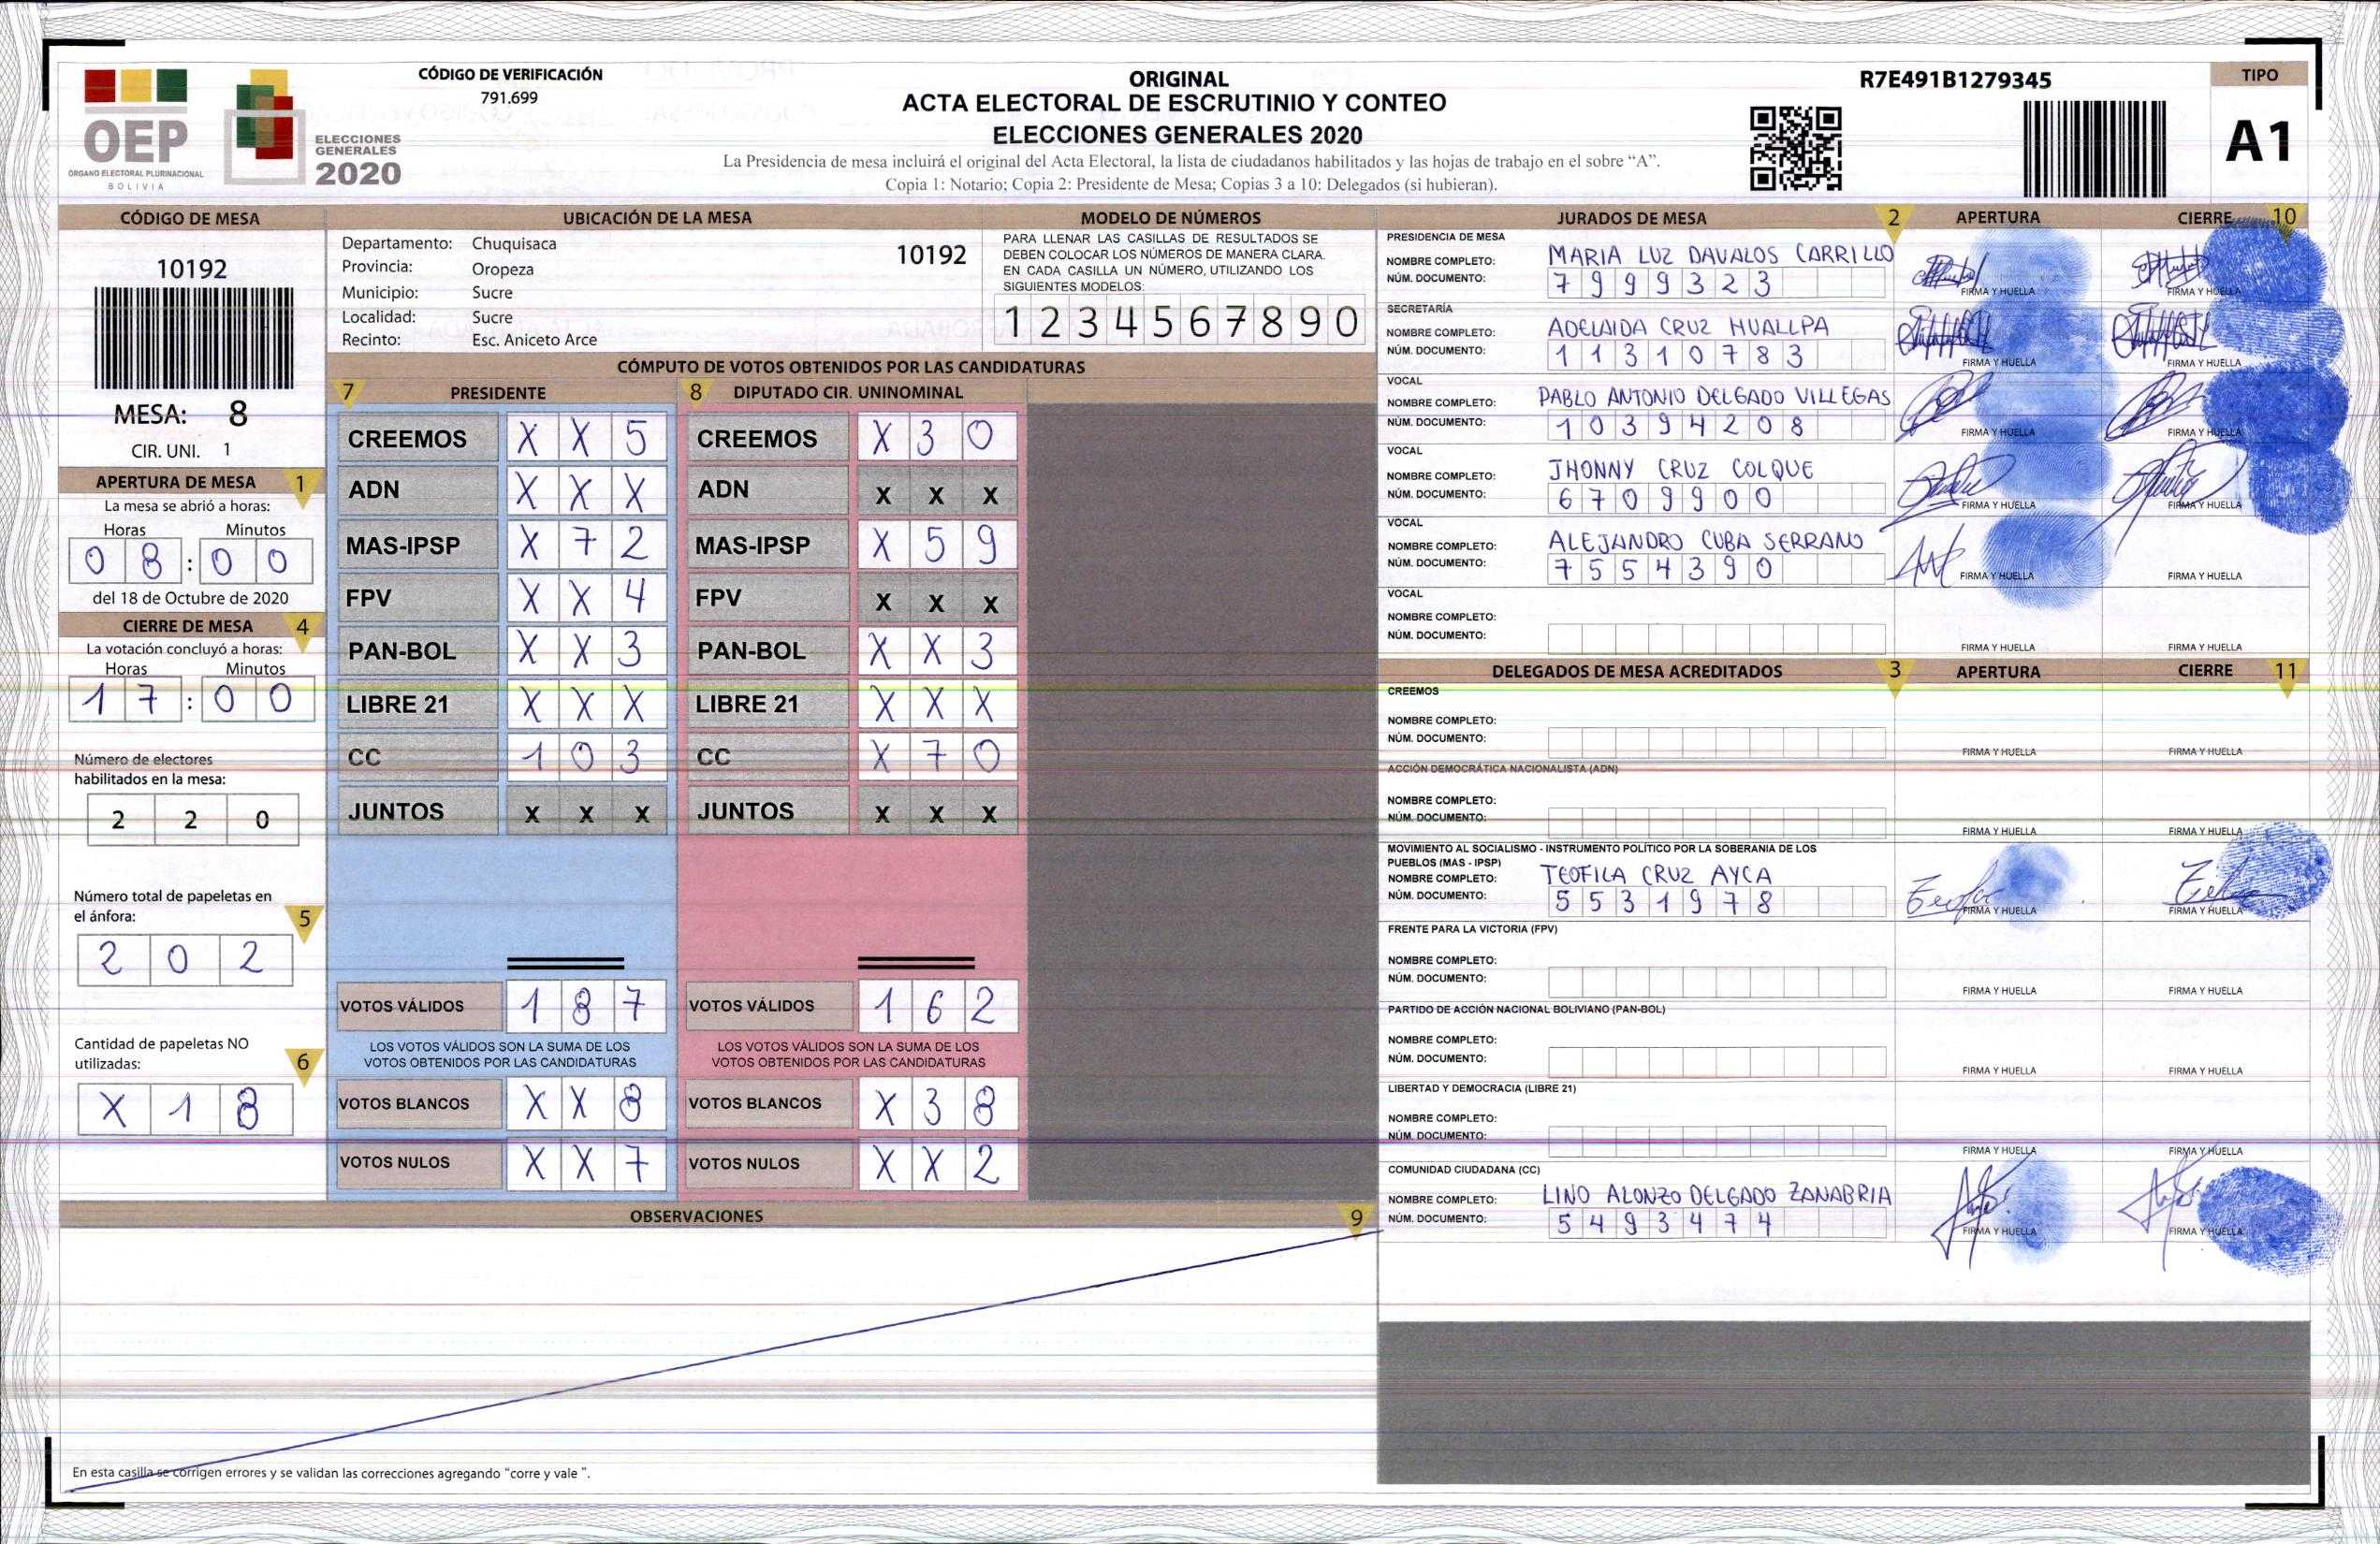 OEP
ÓRGANO ELECTORAL PLURINACIONAL
BOLIVIA
ELECCIONES
GENERALES
2020
CÓDIGO DE VERIFICACIÓN
791.699
ORIGINAL
ACTA ELECTORAL DE ESCRUTINIO Y CONTEO
ELECCIONES GENERALES 2020
La Presidencia de mesa incluirá el original del Acta Electoral, la lista de ciudadanos habilitados y las hojas de trabajo en el sobre “A”.
Copia 1: Notario; Copia 2: Presidente de Mesa; Copias 3 a 10: Delegados (si hubieran).
R7E491B1279345
TIPO
A1
CÓDIGO DE MESA
10192
MESA: 8
CIR. UNI. 1
APERTURA DE MESA 1
La mesa se abrió a horas:
Horas Minutos
0 8 : 0 0
del 18 de Octubre de 2020
CIERRE DE MESA 4
La votación concluyó a horas:
Horas Minutos
1 7 : 0 0
Número de electores
habilitados en la mesa:
2 2 0
Número total de papeletas en
el ánfora: 5
2 0 2
Cantidad de papeletas NO
utilizadas: 6
X 1 8
UBICACIÓN DE LA MESA
Departamento: Chuquisaca 10192
Provincia: Oropeza
Municipio: Sucre
Localidad: Sucre
Recinto: Esc. Aniceto Arce
MODELO DE NÚMEROS
PARA LLENAR LAS CASILLAS DE RESULTADOS SE
DEBEN COLOCAR LOS NÚMEROS DE MANERA CLARA.
EN CADA CASILLA UN NÚMERO, UTILIZANDO LOS
SIGUIENTES MODELOS:
1 2 3 4 5 6 7 8 9 0
CÓMPUTO DE VOTOS OBTENIDOS POR LAS CANDIDATURAS
7 PRESIDENTE 8 DIPUTADO CIR. UNINOMINAL
CREEMOS X X 5 CREEMOS X 3 0
ADN X X X ADN X X X
MAS-IPSP X 7 2 MAS-IPSP X 5 9
FPV X X 4 FPV X X X
PAN-BOL X X 3 PAN-BOL X X 3
LIBRE 21 X X X LIBRE 21 X X X
CC 1 0 3 CC X 7 0
JUNTOS X X X JUNTOS X X X
VOTOS VÁLIDOS 1 8 7 VOTOS VÁLIDOS 1 6 2
LOS VOTOS VÁLIDOS SON LA SUMA DE LOS LOS VOTOS VÁLIDOS SON LA SUMA DE LOS
VOTOS OBTENIDOS POR LAS CANDIDATURAS VOTOS OBTENIDOS POR LAS CANDIDATURAS
VOTOS BLANCOS X X 8 VOTOS BLANCOS X 3 8
VOTOS NULOS X X 7 VOTOS NULOS X X 2
OBSERVACIONES 9
En esta casilla se corrigen errores y se validan las correcciones agregando “corre y vale ”.
JURADOS DE MESA 2 APERTURA CIERRE 10
PRESIDENCIA DE MESA
NOMBRE COMPLETO: MARIA LUZ DAVALOS CARRILLO
NÚM. DOCUMENTO: 7 9 9 9 3 2 3
FIRMA Y HUELLA FIRMA Y HUELLA
SECRETARÍA
NOMBRE COMPLETO: ADELAIDA CRUZ HUALLPA
NÚM. DOCUMENTO: 1 1 3 1 0 7 8 3
FIRMA Y HUELLA FIRMA Y HUELLA
VOCAL
NOMBRE COMPLETO: PABLO ANTONIO DELGADO VILLEGAS
NÚM. DOCUMENTO: 1 0 3 9 4 2 0 8
FIRMA Y HUELLA FIRMA Y HUELLA
VOCAL
NOMBRE COMPLETO: JHONNY CRUZ COLQUE
NÚM. DOCUMENTO: 6 7 0 9 9 0 0
FIRMA Y HUELLA FIRMA Y HUELLA
VOCAL
NOMBRE COMPLETO: ALEJANDRO CUBA SERRANO
NÚM. DOCUMENTO: 7 5 5 4 3 9 0
FIRMA Y HUELLA FIRMA Y HUELLA
VOCAL
NOMBRE COMPLETO:
NÚM. DOCUMENTO:
FIRMA Y HUELLA FIRMA Y HUELLA
DELEGADOS DE MESA ACREDITADOS 3 APERTURA CIERRE 11
CREEMOS
NOMBRE COMPLETO:
NÚM. DOCUMENTO:
FIRMA Y HUELLA FIRMA Y HUELLA
ACCIÓN DEMOCRÁTICA NACIONALISTA (ADN)
NOMBRE COMPLETO:
NÚM. DOCUMENTO:
FIRMA Y HUELLA FIRMA Y HUELLA
MOVIMIENTO AL SOCIALISMO - INSTRUMENTO POLÍTICO POR LA SOBERANIA DE LOS
PUEBLOS (MAS - IPSP)
NOMBRE COMPLETO: TEOFILA CRUZ AYCA
NÚM. DOCUMENTO: 5 5 3 1 9 7 8
FIRMA Y HUELLA FIRMA Y HUELLA
FRENTE PARA LA VICTORIA (FPV)
NOMBRE COMPLETO:
NÚM. DOCUMENTO:
FIRMA Y HUELLA FIRMA Y HUELLA
PARTIDO DE ACCIÓN NACIONAL BOLIVIANO (PAN-BOL)
NOMBRE COMPLETO:
NÚM. DOCUMENTO:
FIRMA Y HUELLA FIRMA Y HUELLA
LIBERTAD Y DEMOCRACIA (LIBRE 21)
NOMBRE COMPLETO:
NÚM. DOCUMENTO:
FIRMA Y HUELLA FIRMA Y HUELLA
COMUNIDAD CIUDADANA (CC)
NOMBRE COMPLETO: LINO ALONZO DELGADO ZANABRIA
NÚM. DOCUMENTO: 5 4 9 3 4 7 4
FIRMA Y HUELLA FIRMA Y HUELLA